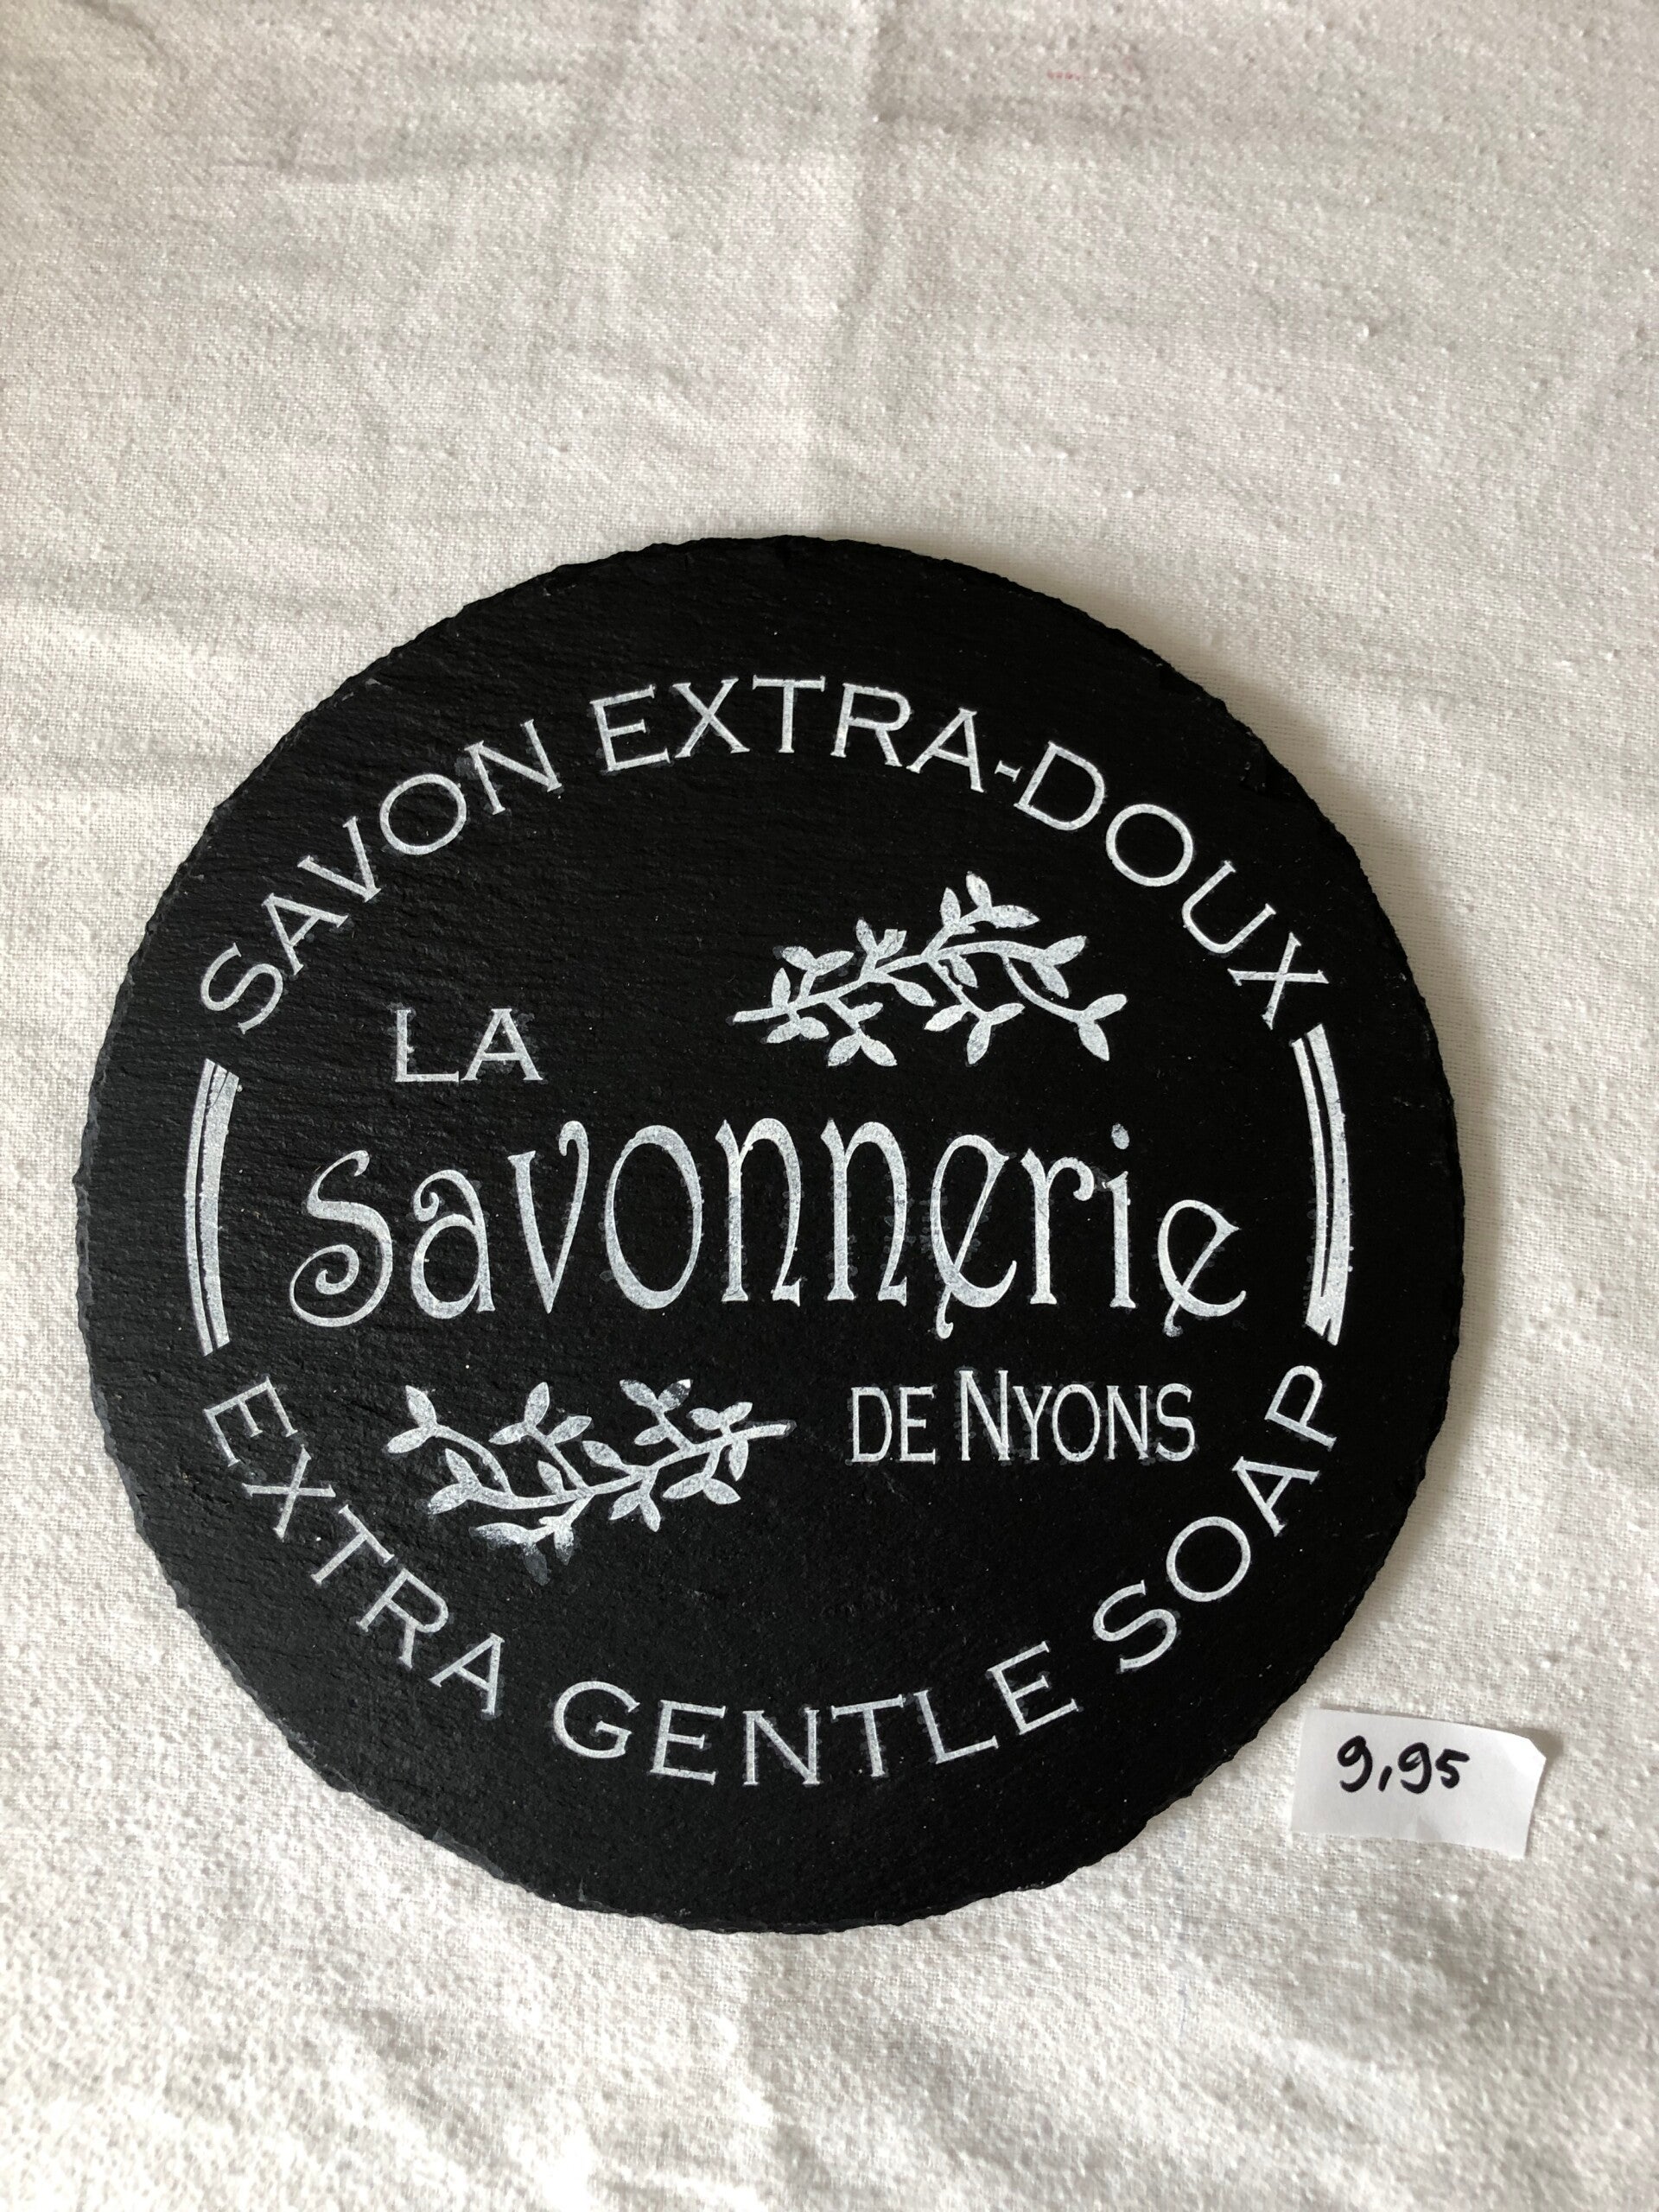 SAVON EXTRA-DOUX
LA
Savonnerie
DE NYONS
EXTRA GENTLE SOAP
9,95